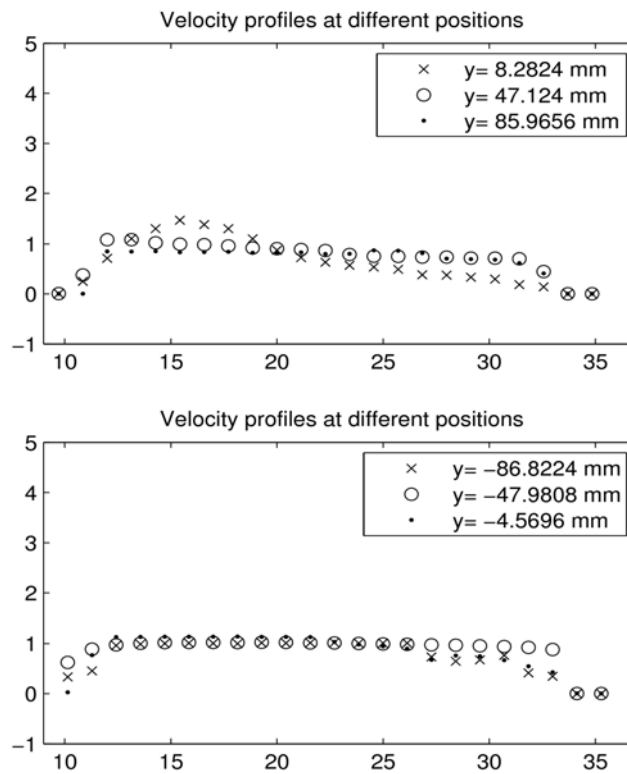 Velocity profiles at different positions
5
4
3
2
1
0
−1
× y= 8.2824 mm
○ y= 47.124 mm
• y= 85.9656 mm
10 15 20 25 30 35
Velocity profiles at different positions
5
4
3
2
1
0
−1
× y= −86.8224 mm
○ y= −47.9808 mm
• y= −4.5696 mm
10 15 20 25 30 35